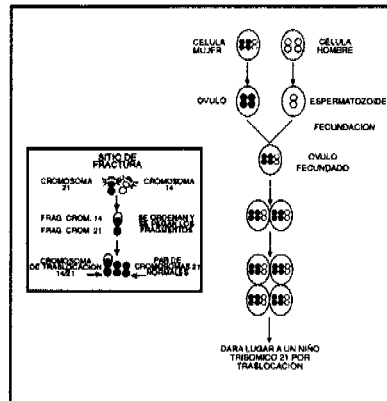 CELULA
MUJER
CÉLULA
HOMBRE
OVULO
ESPERMATOZOIDE
FECUNDACION
OVULO
FECUNDADO
SITIO DE
FRACTURA
CROMOSOMA
21
CROMOSOMA
14
FRAG CROM. 14
FRAG CROM 21
SE ORDENAN Y
SE PEGAN LOS
FRAGMENTOS
CROMOSOMA
DE TRASLOCACION
14/21
PAR DE
CROMOSOMAS 21
NORMALES
DARA LUGAR A UN NIÑO
TRISOMICO 21 POR
TRASLOCACION